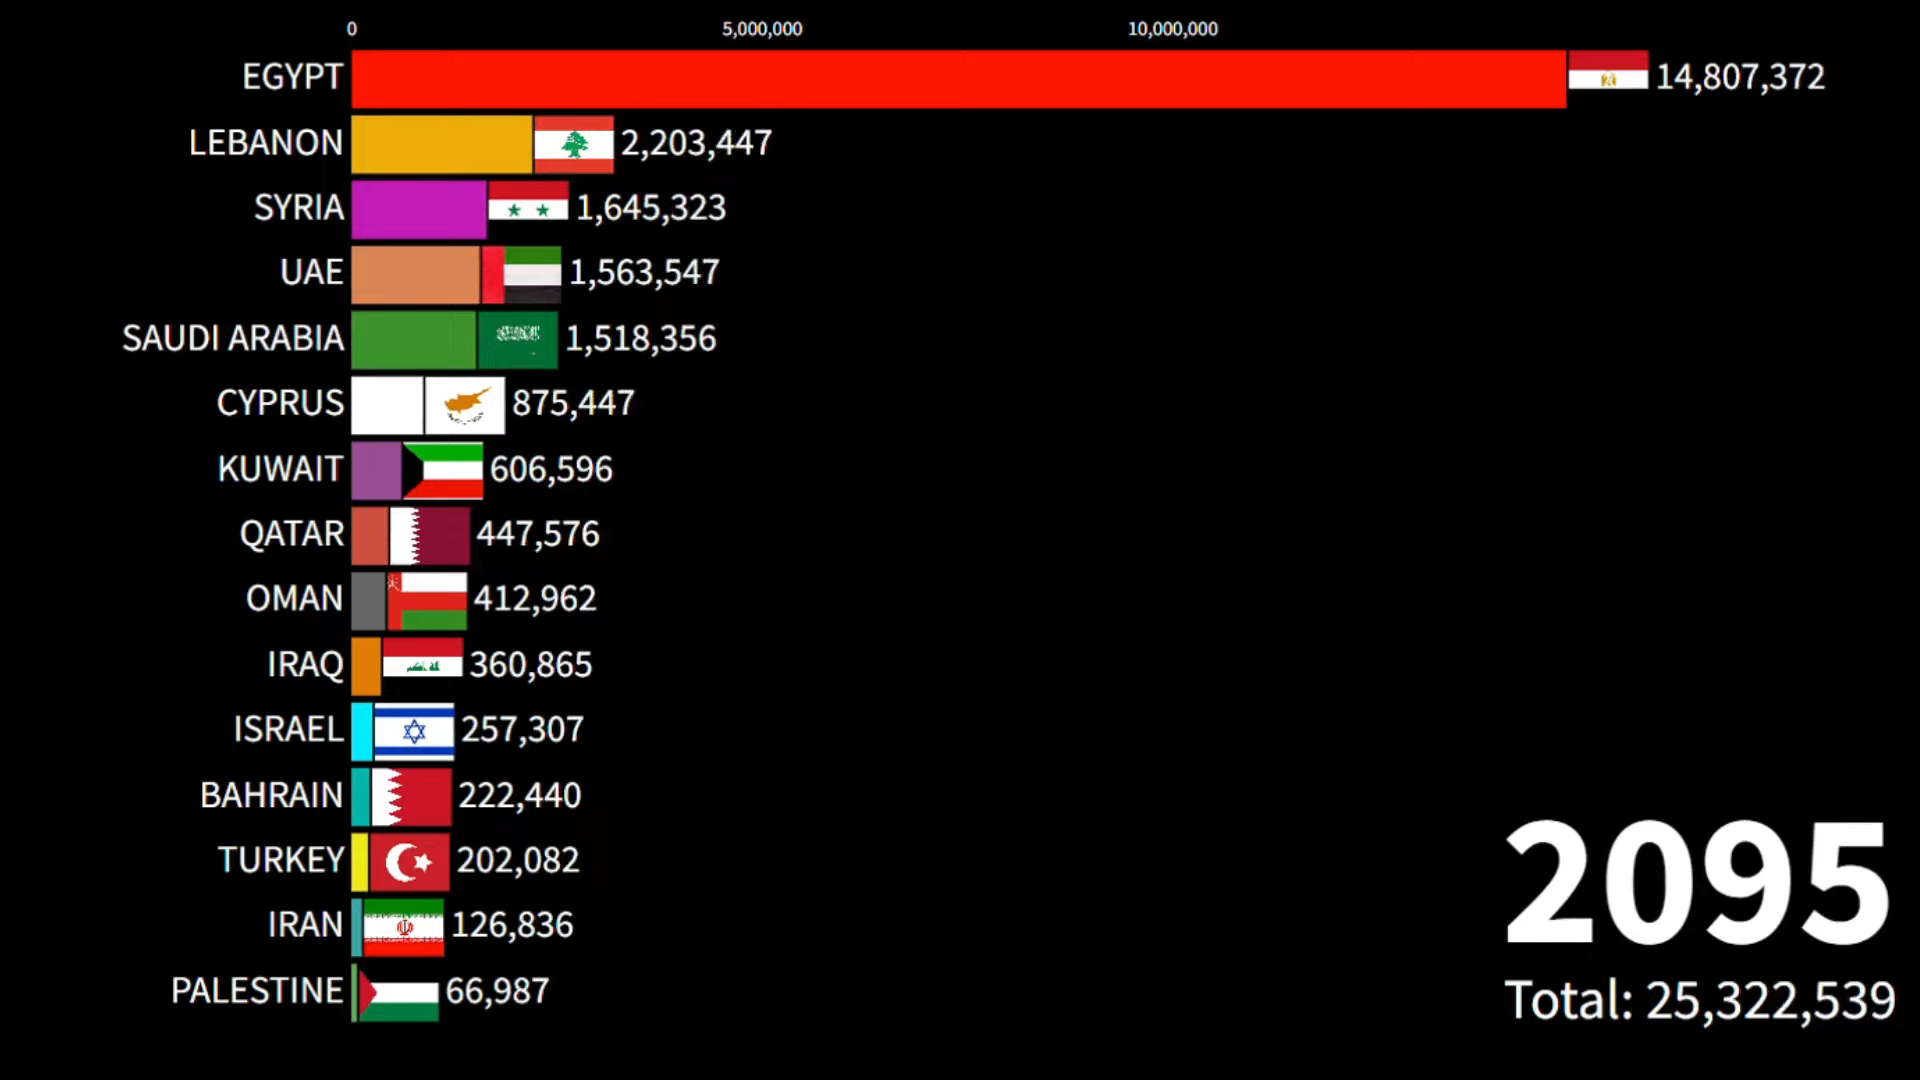 0 5,000,000 10,000,000
EGYPT 14,807,372
LEBANON 2,203,447
SYRIA 1,645,323
UAE 1,563,547
SAUDI ARABIA 1,518,356
CYPRUS 875,447
KUWAIT 606,596
QATAR 447,576
OMAN 412,962
IRAQ 360,865
ISRAEL 257,307
BAHRAIN 222,440
TURKEY 202,082
IRAN 126,836
PALESTINE 66,987
2095
Total: 25,322,539